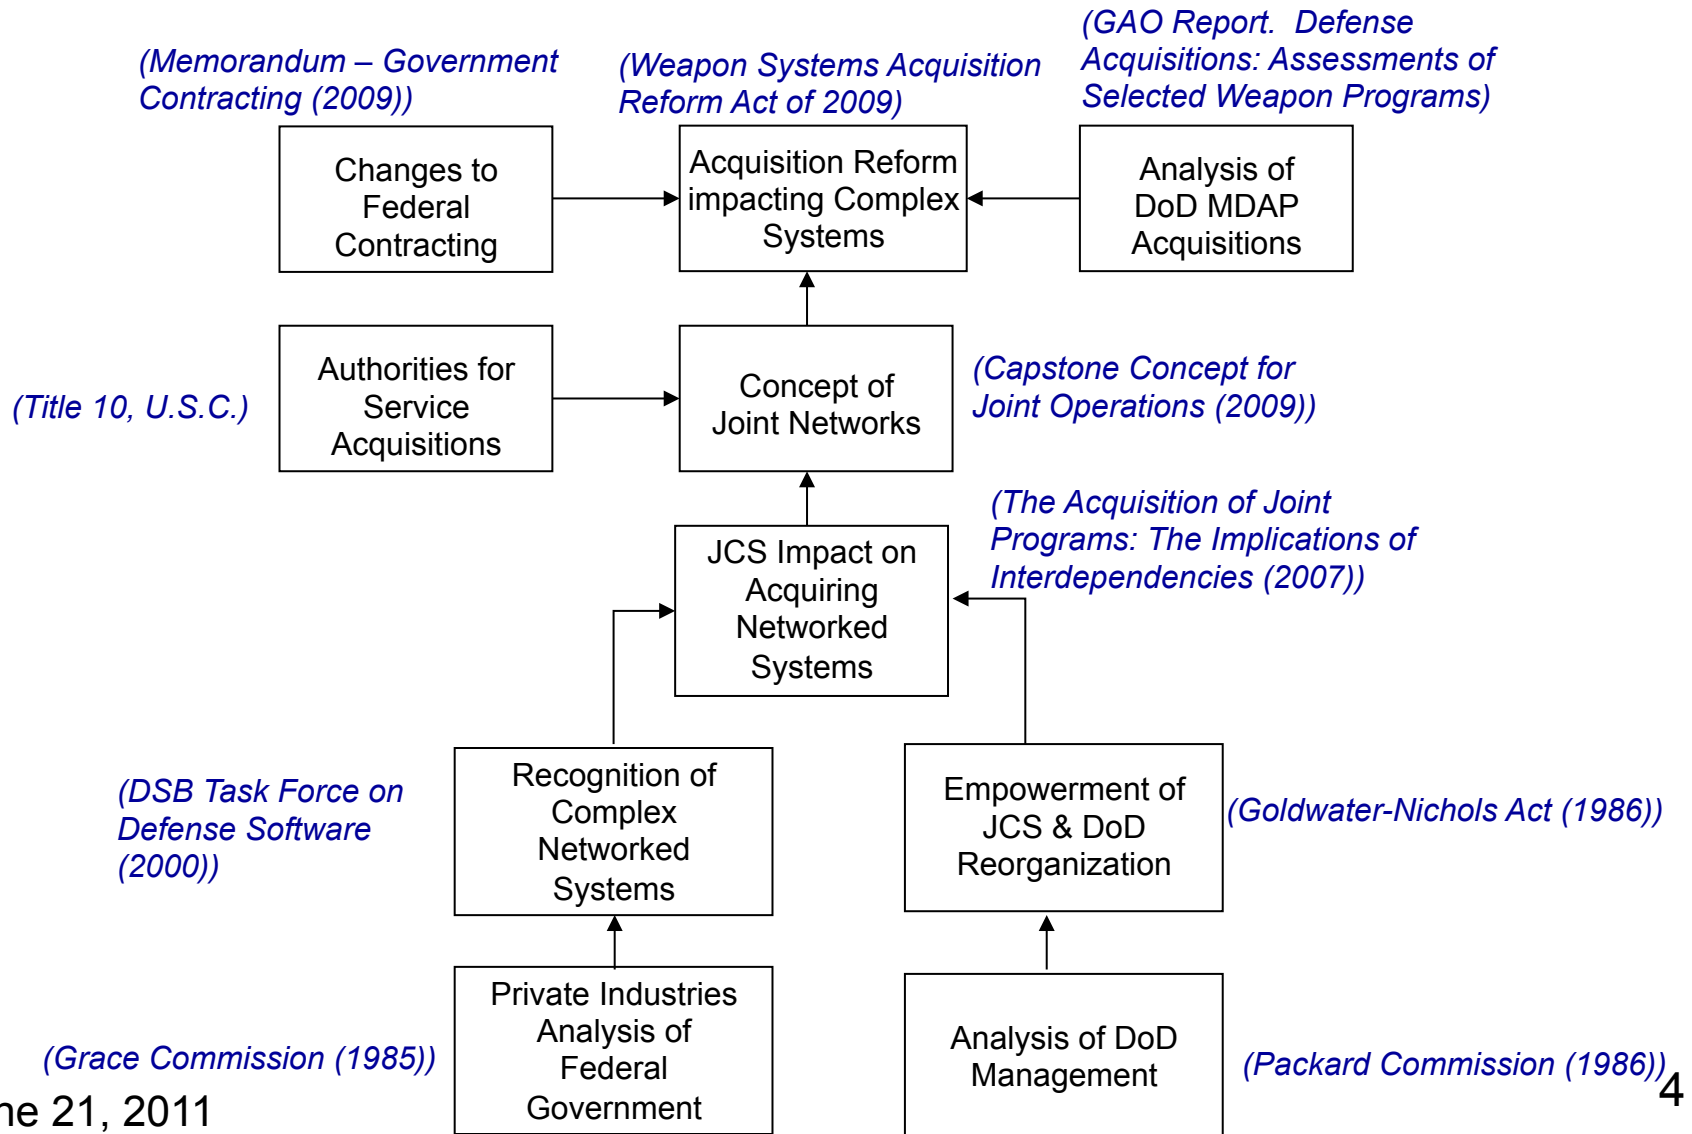 (GAO Report.  Defense
Acquisitions: Assessments of
Selected Weapon Programs)
(Memorandum – Government
Contracting (2009))
(Weapon Systems Acquisition
Reform Act of 2009)
Changes to
Federal
Contracting
Acquisition Reform
impacting Complex
Systems
Analysis of
DoD MDAP
Acquisitions
(Title 10, U.S.C.)
Authorities for
Service
Acquisitions
Concept of
Joint Networks
(Capstone Concept for
Joint Operations (2009))
(The Acquisition of Joint
Programs: The Implications of
Interdependencies (2007))
JCS Impact on
Acquiring
Networked
Systems
(DSB Task Force on
Defense Software
(2000))
Recognition of
Complex
Networked
Systems
Empowerment of
JCS & DoD
Reorganization
(Goldwater-Nichols Act (1986))
(Grace Commission (1985))
Private Industries
Analysis of
Federal
Government
Analysis of DoD
Management
(Packard Commission (1986))
ne 21, 2011
4